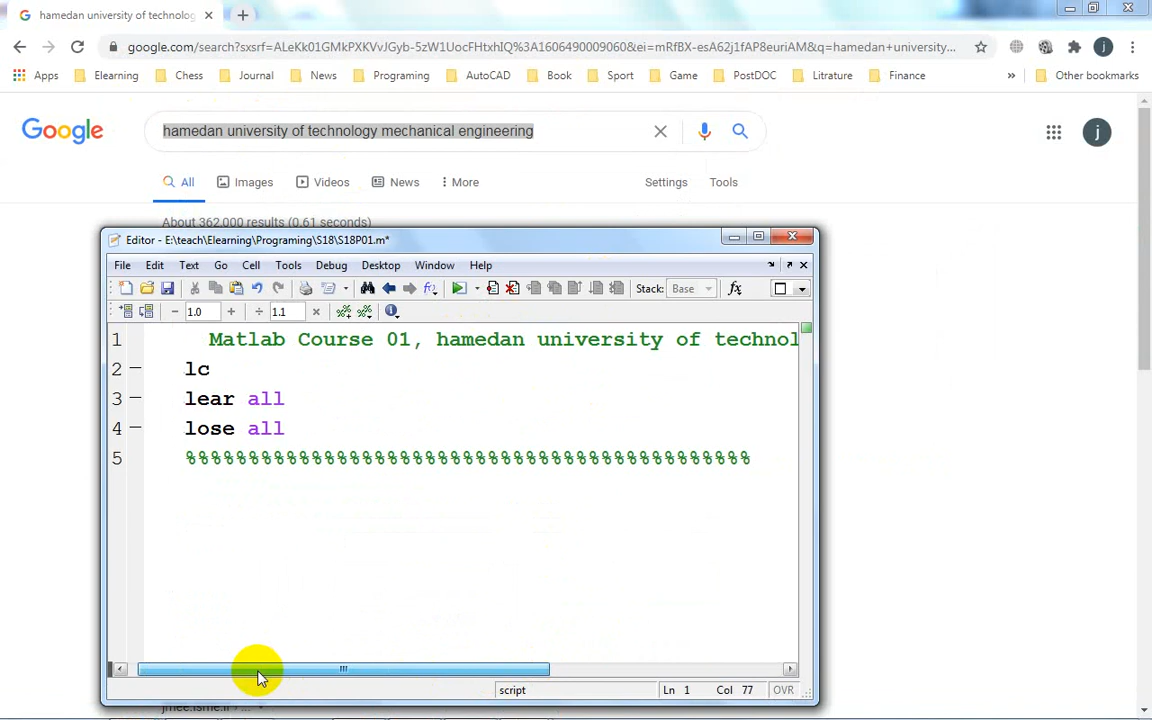 hamedan university of technolog
google.com/search?sxsrf=ALeKk01GMkPXKVvJGyb-5zW1UocFHtxhIQ%3A1606490009060&ei=mRfBX-esA62j1fAP8euriAM&q=hamedan+university...
Apps Elearning Chess Journal News Programing AutoCAD Book Sport Game PostDOC Litrature Finance » Other bookmarks
Google hamedan university of technology mechanical engineering
All Images Videos News More Settings Tools
About 362,000 results (0.61 seconds)
Editor - E:\teach\Elearning\Programing\S18\S18P01.m*
File Edit Text Go Cell Tools Debug Desktop Window Help
Stack: Base fx
− 1.0 + ÷ 1.1 ×
1 Matlab Course 01, hamedan university of technol
2 lc
3 lear all
4 lose all
5 %%%%%%%%%%%%%%%%%%%%%%%%%%%%%%%%%%%%%%%%%%%%%
script Ln 1 Col 77 OVR